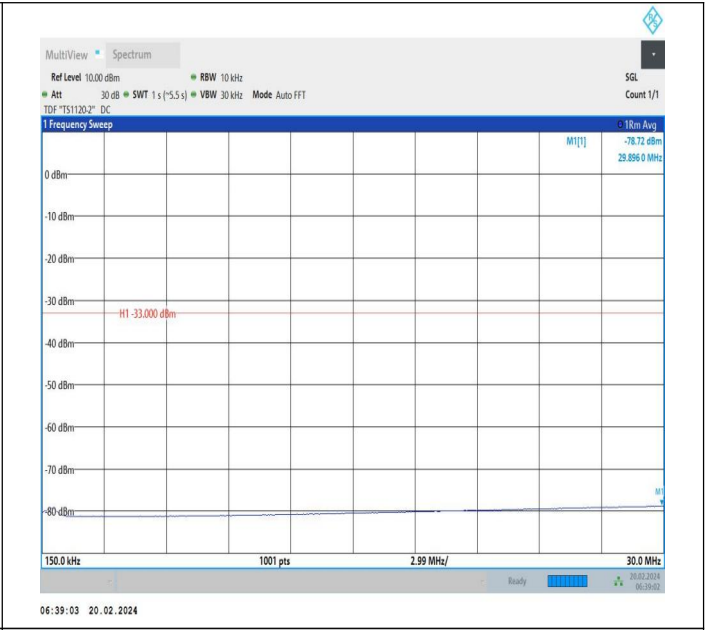 R&S
MultiView Spectrum
Ref Level 10.00 dBm RBW 10 kHz SGL
Att 30 dB SWT 1 s (~5.5 s) VBW 30 kHz Mode Auto FFT Count 1/1
TDF "TS1120-2" DC
1 Frequency Sweep 1Rm Avg
M1[1] -78.72 dBm
29.896 0 MHz
0 dBm
-10 dBm
-20 dBm
-30 dBm
H1 -33.000 dBm
-40 dBm
-50 dBm
-60 dBm
-70 dBm
M1
-80 dBm
150.0 kHz 1001 pts 2.99 MHz/ 30.0 MHz
Ready 20.02.2024
06:39:02
06:39:03 20.02.2024